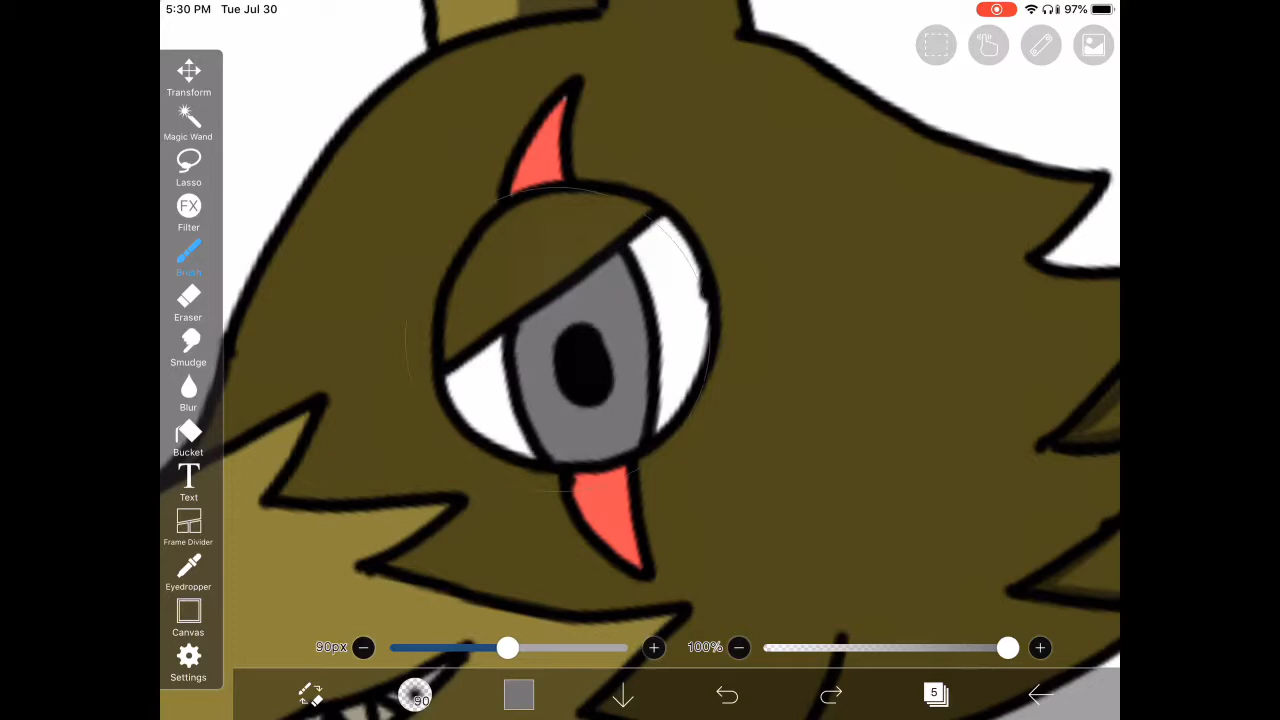 5:30 PM Tue Jul 30
97%
Transform
Magic Wand
Lasso
FX
Filter
Brush
Eraser
Smudge
Blur
Bucket
T
Text
Frame Divider
Eyedropper
Canvas
Settings
90px
100%
90
5